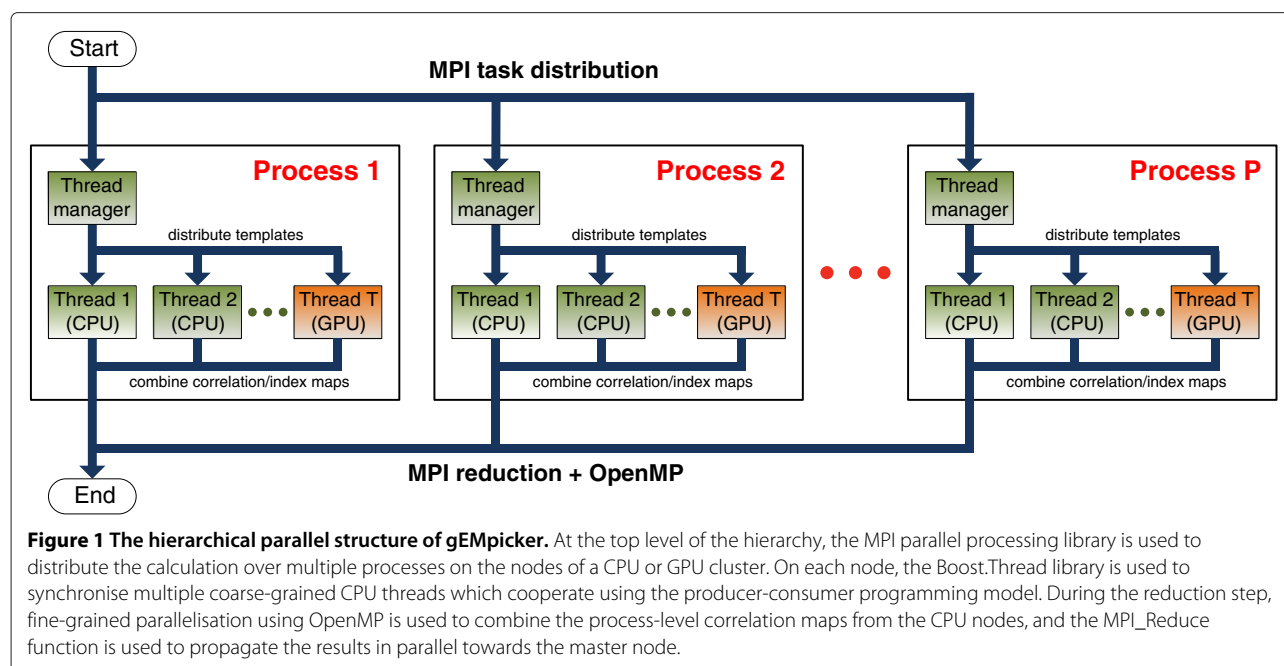 Start
MPI task distribution
Process 1
Process 2
Process P
Thread
manager
Thread
manager
Thread
manager
distribute templates
distribute templates
distribute templates
Thread 1
(CPU)
Thread 2
(CPU)
Thread T
(GPU)
Thread 1
(CPU)
Thread 2
(CPU)
Thread T
(GPU)
Thread 1
(CPU)
Thread 2
(CPU)
Thread T
(GPU)
combine correlation/index maps
combine correlation/index maps
combine correlation/index maps
MPI reduction + OpenMP
End
Figure 1 The hierarchical parallel structure of gEMpicker. At the top level of the hierarchy, the MPI parallel processing library is used to
distribute the calculation over multiple processes on the nodes of a CPU or GPU cluster. On each node, the Boost.Thread library is used to
synchronise multiple coarse-grained CPU threads which cooperate using the producer-consumer programming model. During the reduction step,
fine-grained parallelisation using OpenMP is used to combine the process-level correlation maps from the CPU nodes, and the MPI_Reduce
function is used to propagate the results in parallel towards the master node.